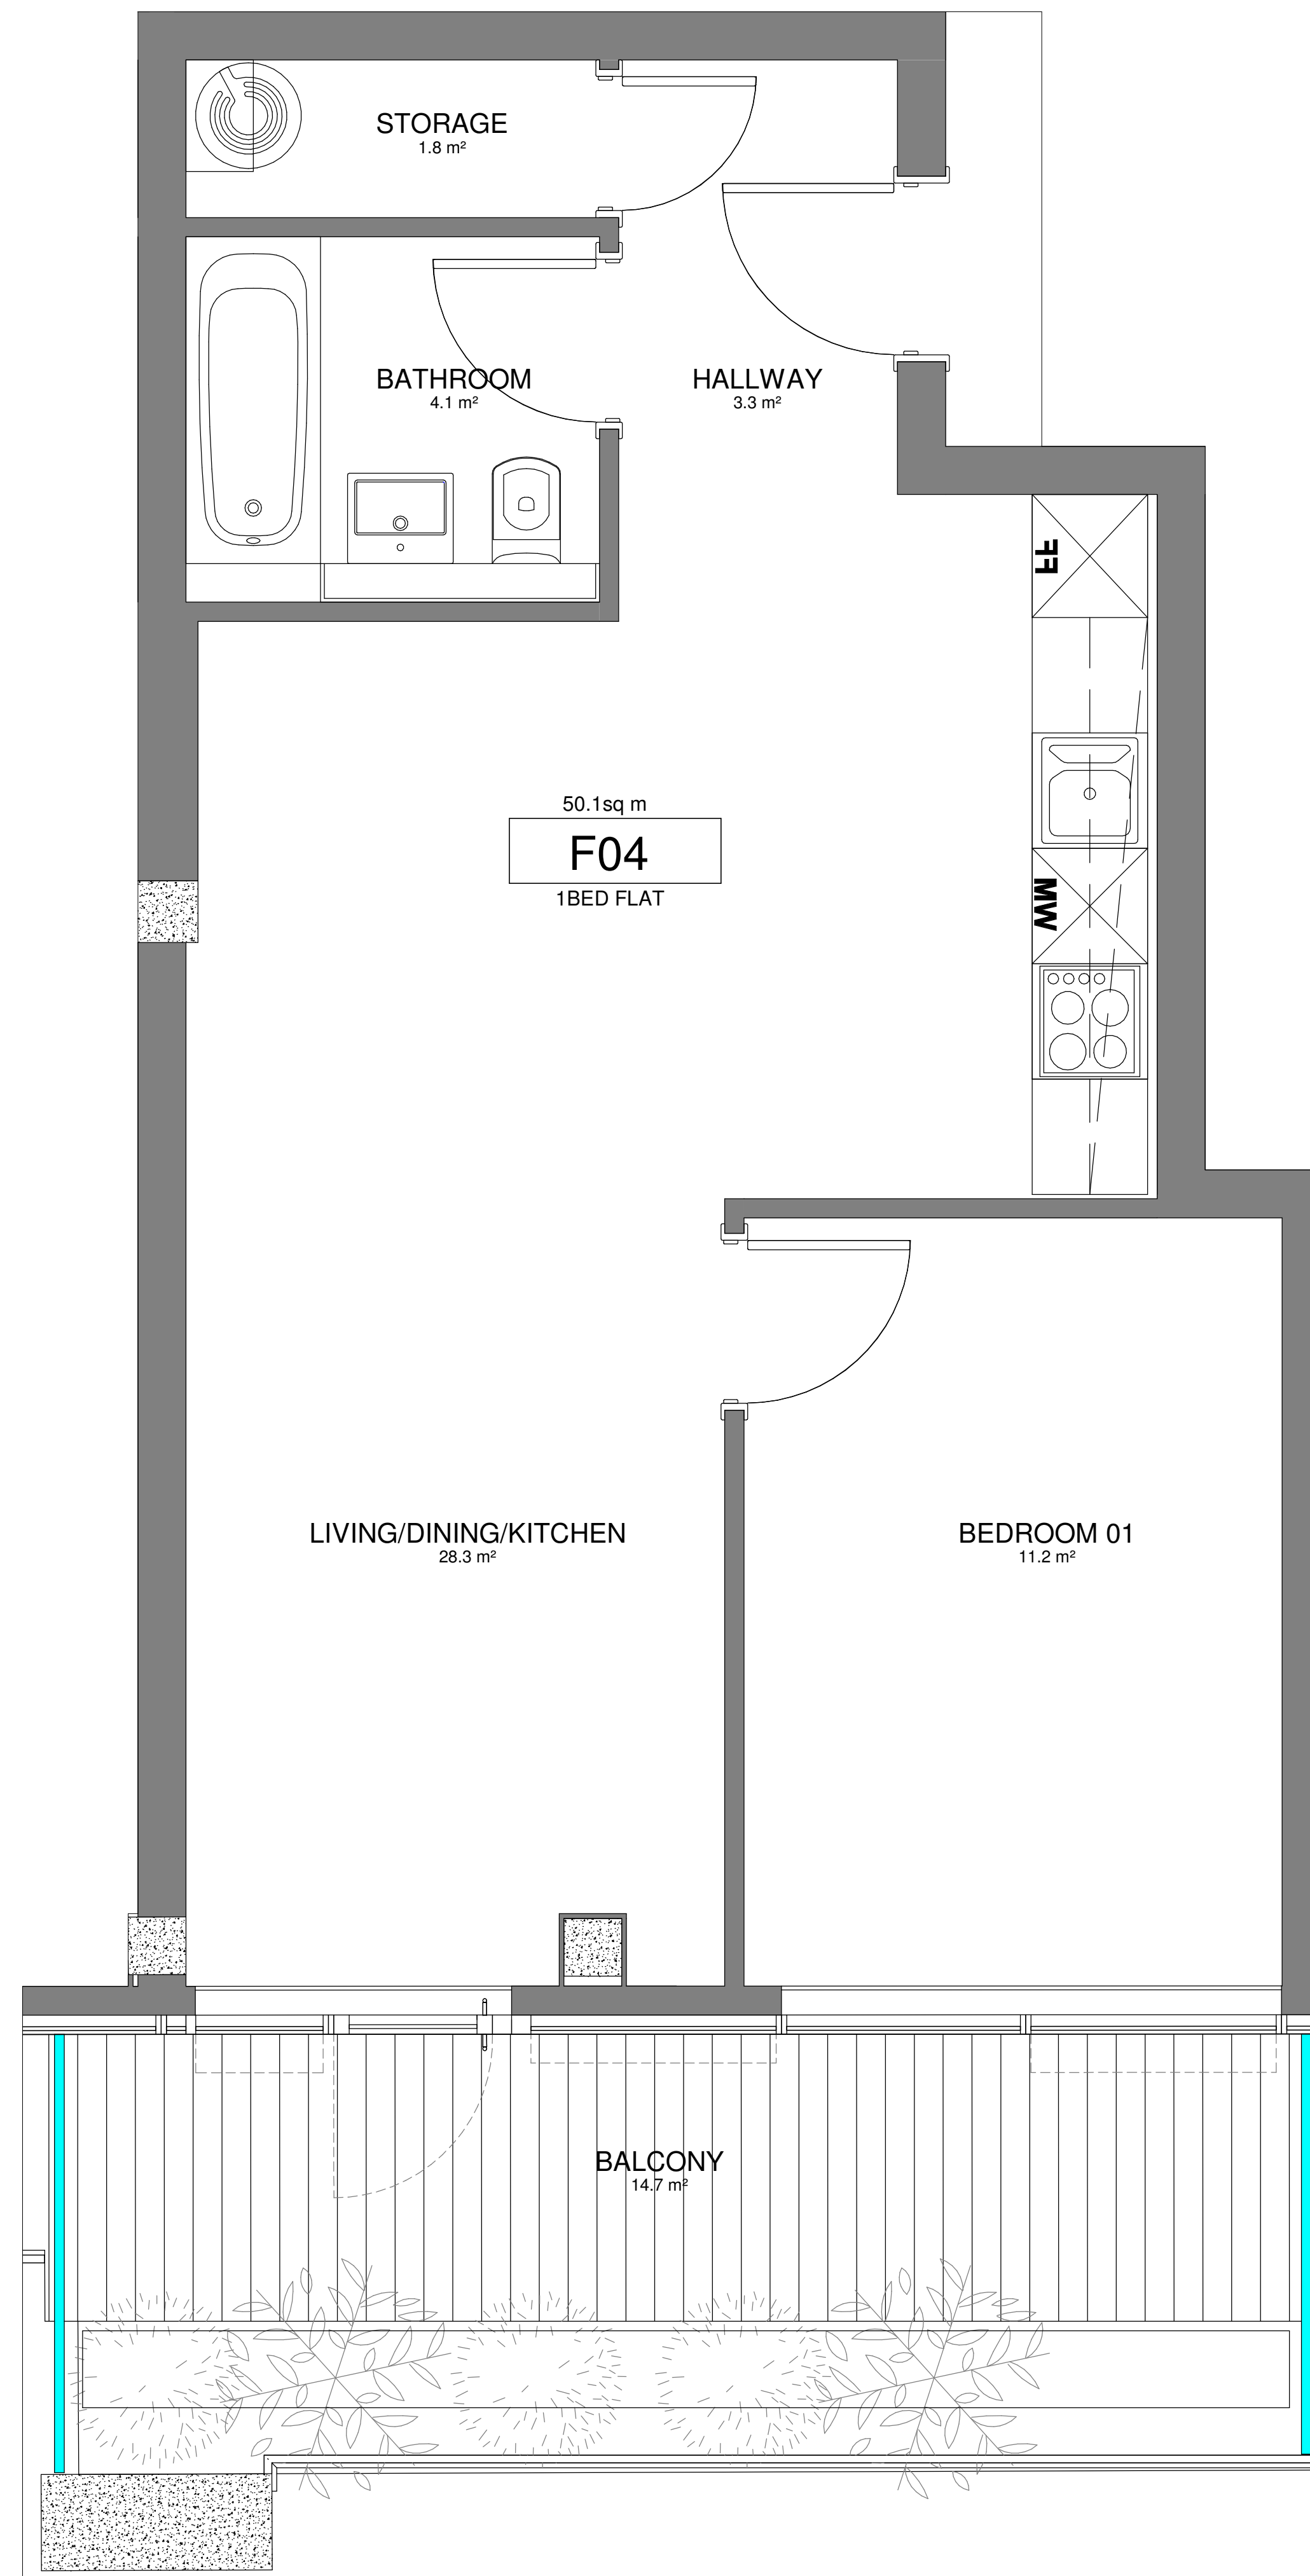 STORAGE
1.8 m²
BATHROOM
4.1 m²
HALLWAY
3.3 m²
FF
50.1sq m
F04
1BED FLAT
MW
LIVING/DINING/KITCHEN
28.3 m²
BEDROOM 01
11.2 m²
BALCONY
14.7 m²